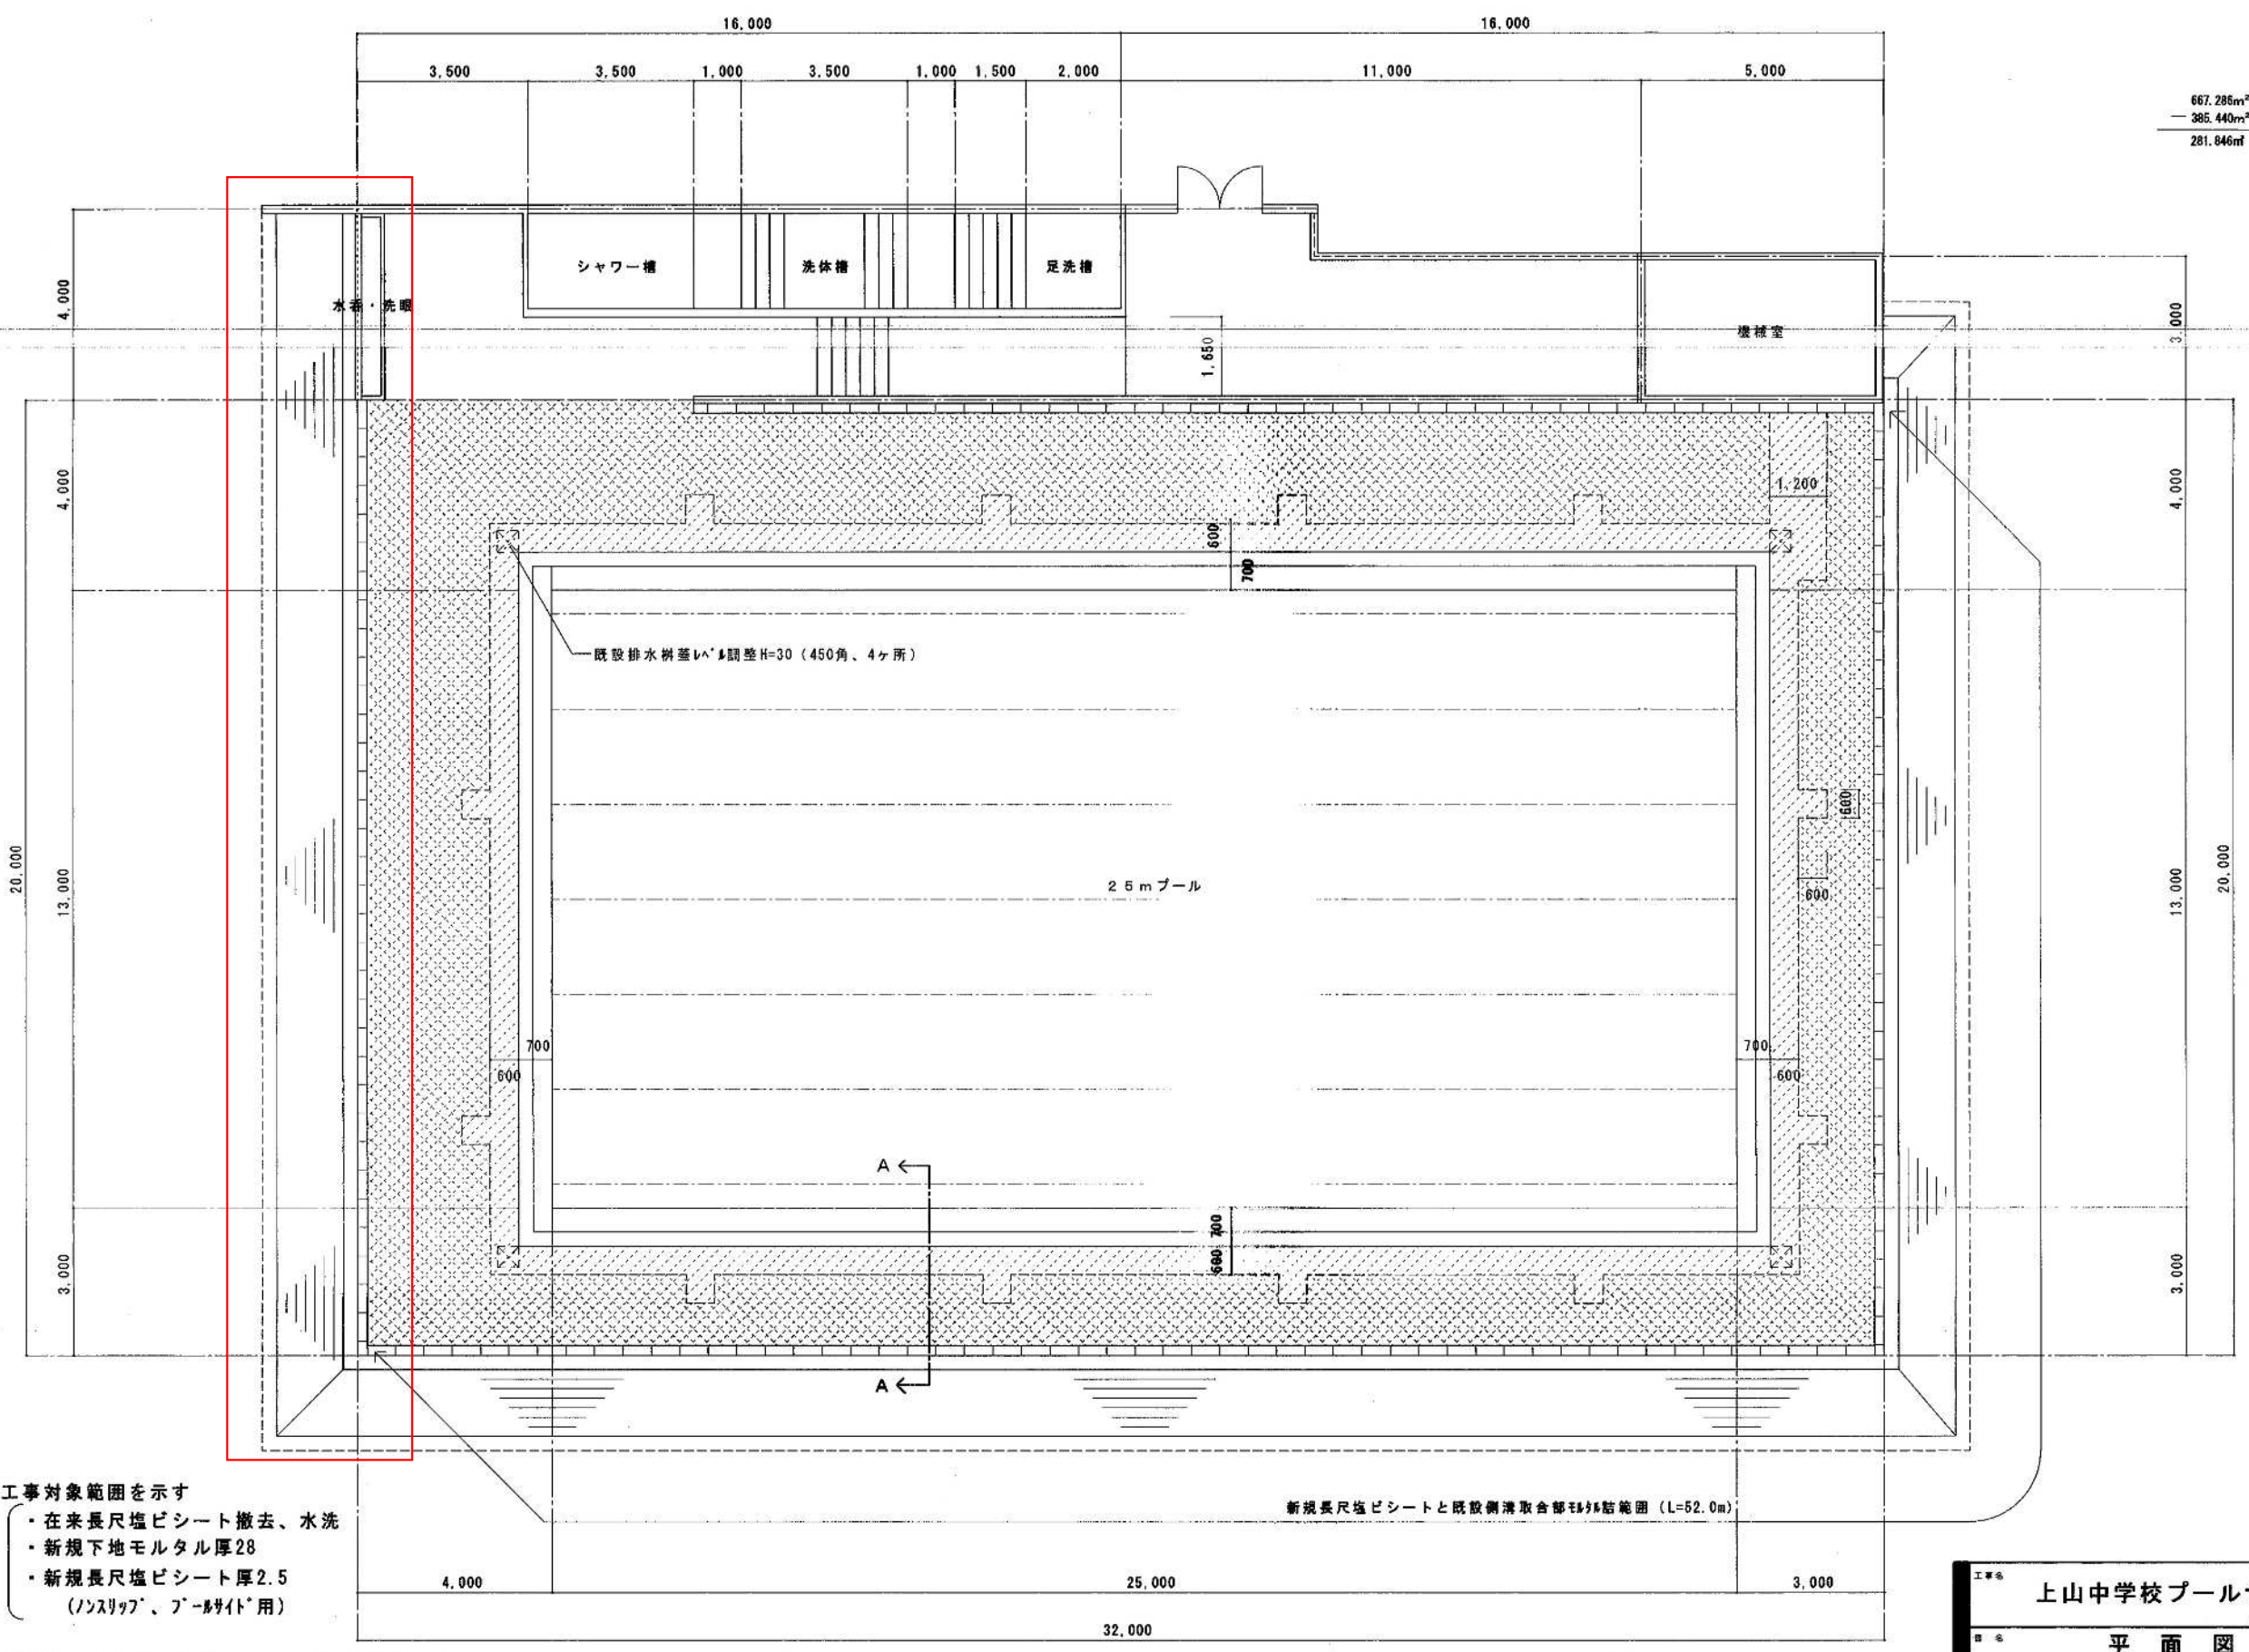 16,000
16,000
3,500
3,500
1,000
3,500
1,000
1,500
2,000
11,000
5,000
667.286m²
— 385.440m²
281.846㎡
シャワー槽
洗体槽
足洗槽
水呑・洗眼
機械室
4,000
3,000
1,650
4,000
4,000
1,200
600
700
既設排水桝蓋ﾚﾍﾞﾙ調整H=30（450角、4ヶ所）
600
20,000
13,000
25mプール
600
13,000
20,000
700
600
700
600
A
700
600
3,000
3,000
A
工事対象範囲を示す
・在来長尺塩ビシート撤去、水洗
・新規下地モルタル厚28
・新規長尺塩ビシート厚2.5
(ﾉﾝｽﾘｯﾌﾟ、ﾌﾟｰﾙｻｲﾄﾞ用)
新規長尺塩ビシートと既設側溝取合部ﾓﾙﾀﾙ詰範囲（L=52.0m）
4,000
25,000
3,000
32,000
工事名
上山中学校プール
図名
平面図